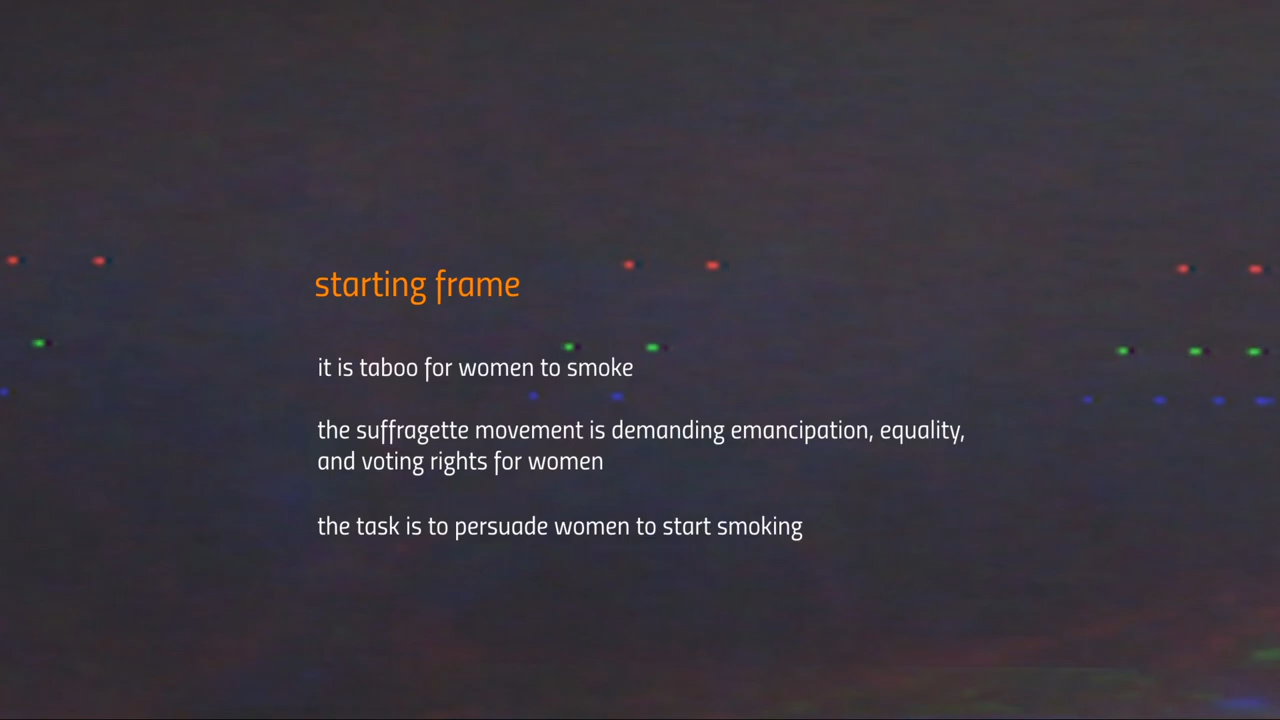 starting frame
it is taboo for women to smoke
the suffragette movement is demanding emancipation, equality,
and voting rights for women
the task is to persuade women to start smoking